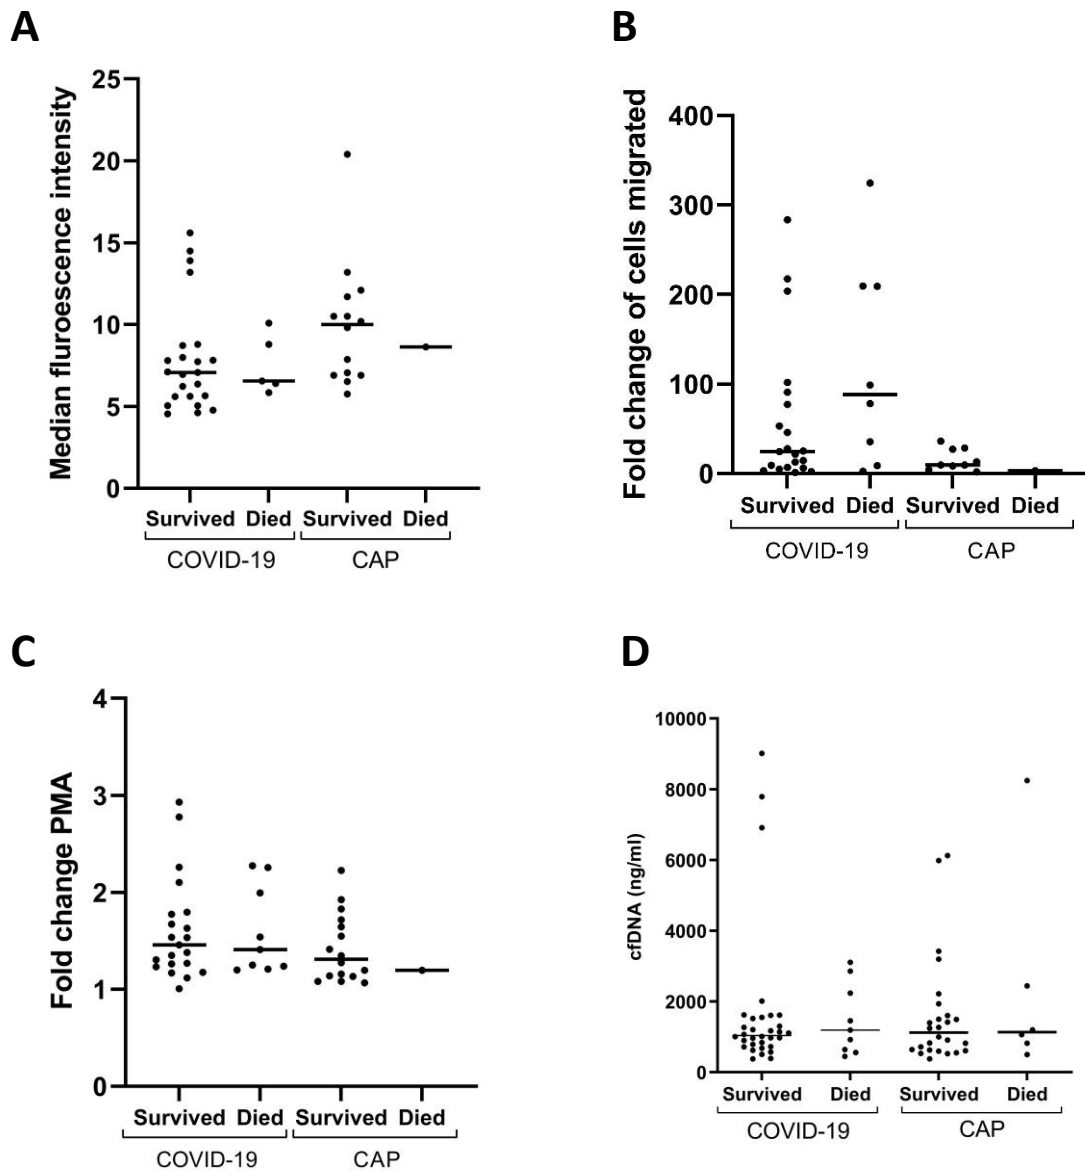 A
Median fluroescence intensity
25
20
15
10
5
0
Survived Died Survived Died
COVID-19 CAP
B
Fold change of cells migrated
400
300
200
100
0
Survived Died Survived Died
COVID-19 CAP
C
Fold change PMA
4
3
2
1
0
Survived Died Survived Died
COVID-19 CAP
D
cfDNA (ng/ml)
10000
8000
6000
4000
2000
0
Survived Died Survived Died
COVID-19 CAP